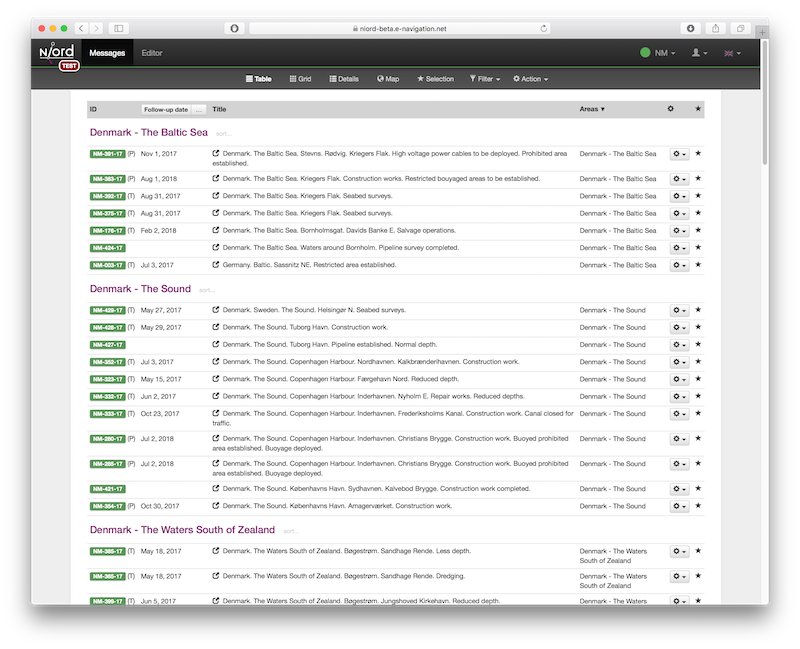 niord-beta.e-navigation.net
Niord TEST Messages Editor NM
Table Grid Details Map Selection Filter Action
ID Follow-up date ... Title Areas
Denmark - The Baltic Sea sort...
NM-391-17 (P) Nov 1, 2017 Denmark. The Baltic Sea. Stevns. Rødvig. Kriegers Flak. High voltage power cables to be deployed. Prohibited area Denmark - The Baltic Sea
established.
NM-383-17 (P) Aug 1, 2018 Denmark. The Baltic Sea. Kriegers Flak. Construction works. Restricted bouyaged areas to be established. Denmark - The Baltic Sea
NM-392-17 (T) Aug 31, 2017 Denmark. The Baltic Sea. Kriegers Flak. Seabed surveys. Denmark - The Baltic Sea
NM-375-17 (T) Aug 31, 2017 Denmark. The Baltic Sea. Kriegers Flak. Seabed surveys. Denmark - The Baltic Sea
NM-176-17 (T) Feb 2, 2018 Denmark. The Baltic Sea. Bornholmsgat. Davids Banke E. Salvage operations. Denmark - The Baltic Sea
NM-424-17 Denmark. The Baltic Sea. Waters around Bornholm. Pipeline survey completed. Denmark - The Baltic Sea
NM-003-17 (T) Jul 3, 2017 Germany. Baltic. Sassnitz NE. Restricted area established. Denmark - The Baltic Sea
Denmark - The Sound sort...
NM-429-17 (T) May 27, 2017 Denmark. Sweden. The Sound. Helsingør N. Seabed surveys. Denmark - The Sound
NM-428-17 (T) May 29, 2017 Denmark. The Sound. Tuborg Havn. Construction work. Denmark - The Sound
NM-427-17 Denmark. The Sound. Tuborg Havn. Pipeline established. Normal depth. Denmark - The Sound
NM-352-17 (T) Jul 3, 2017 Denmark. The Sound. Copenhagen Harbour. Nordhavnen. Kalkbrænderihavnen. Construction work. Denmark - The Sound
NM-323-17 (T) May 15, 2017 Denmark. The Sound. Copenhagen Harbour. Færgehavn Nord. Reduced depth. Denmark - The Sound
NM-332-17 (T) Jun 2, 2017 Denmark. The Sound. Copenhagen Harbour. Inderhavnen. Nyholm E. Repair works. Reduced depths. Denmark - The Sound
NM-333-17 (T) Oct 23, 2017 Denmark. The Sound. Copenhagen Harbour. Inderhavnen. Frederiksholms Kanal. Construction work. Canal closed for Denmark - The Sound
traffic.
NM-280-17 (P) Jul 2, 2018 Denmark. The Sound. Copenhagen Harbour. Inderhavnen. Christians Brygge. Construction work. Buoyed prohibited Denmark - The Sound
area established. Buoyage deployed.
NM-285-17 (P) Jul 2, 2018 Denmark. The Sound. Copenhagen Harbour. Inderhavnen. Christians Brygge. Construction work. Buoyed prohibited Denmark - The Sound
area established. Buoyage deployed.
NM-421-17 Denmark. The Sound. Københavns Havn. Sydhavnen. Kalvebod Brygge. Construction work completed. Denmark - The Sound
NM-354-17 (P) Oct 30, 2017 Denmark. The Sound. Københavns Havn. Amagerværket. Construction work. Denmark - The Sound
Denmark - The Waters South of Zealand sort...
NM-385-17 (T) May 18, 2017 Denmark. The Waters South of Zealand. Bøgestrøm. Sandhage Rende. Less depth. Denmark - The Waters
South of Zealand
NM-365-17 (T) May 18, 2017 Denmark. The Waters South of Zealand. Bøgestrøm. Sandhage Rende. Dredging. Denmark - The Waters
South of Zealand
NM-399-17 (T) Jun 5, 2017 Denmark. The Waters South of Zealand. Bøgestrøm. Jungshoved Kirkehavn. Reduced depth. Denmark - The Waters